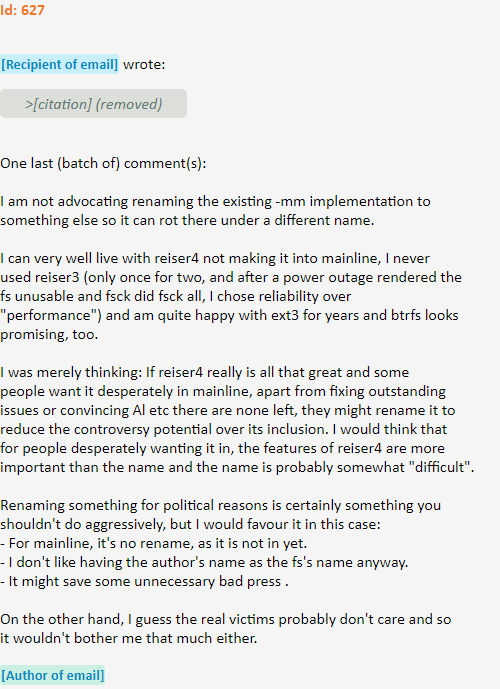 Id: 627
[Recipient of email] wrote:
>[citation] (removed)
One last (batch of) comment(s):
I am not advocating renaming the existing -mm implementation to
something else so it can rot there under a different name.
I can very well live with reiser4 not making it into mainline, I never
used reiser3 (only once for two, and after a power outage rendered the
fs unusable and fsck did fsck all, I chose reliability over
"performance") and am quite happy with ext3 for years and btrfs looks
promising, too.
I was merely thinking: If reiser4 really is all that great and some
people want it desperately in mainline, apart from fixing outstanding
issues or convincing Al etc there are none left, they might rename it to
reduce the controversy potential over its inclusion. I would think that
for people desperately wanting it in, the features of reiser4 are more
important than the name and the name is probably somewhat "difficult".
Renaming something for political reasons is certainly something you
shouldn't do aggressively, but I would favour it in this case:
- For mainline, it's no rename, as it is not in yet.
- I don't like having the author's name as the fs's name anyway.
- It might save some unnecessary bad press .
On the other hand, I guess the real victims probably don't care and so
it wouldn't bother me that much either.
[Author of email]